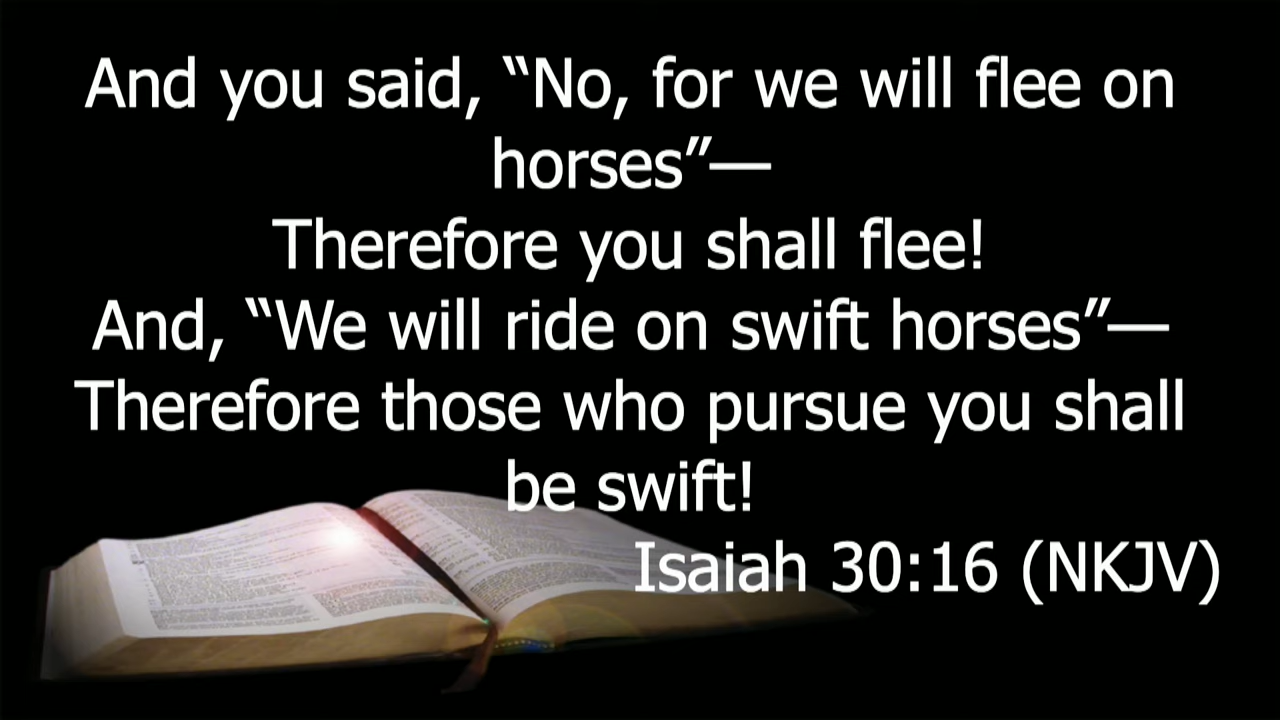 And you said, “No, for we will flee on
horses”—
Therefore you shall flee!
And, “We will ride on swift horses”—
Therefore those who pursue you shall
be swift!
Isaiah 30:16 (NKJV)